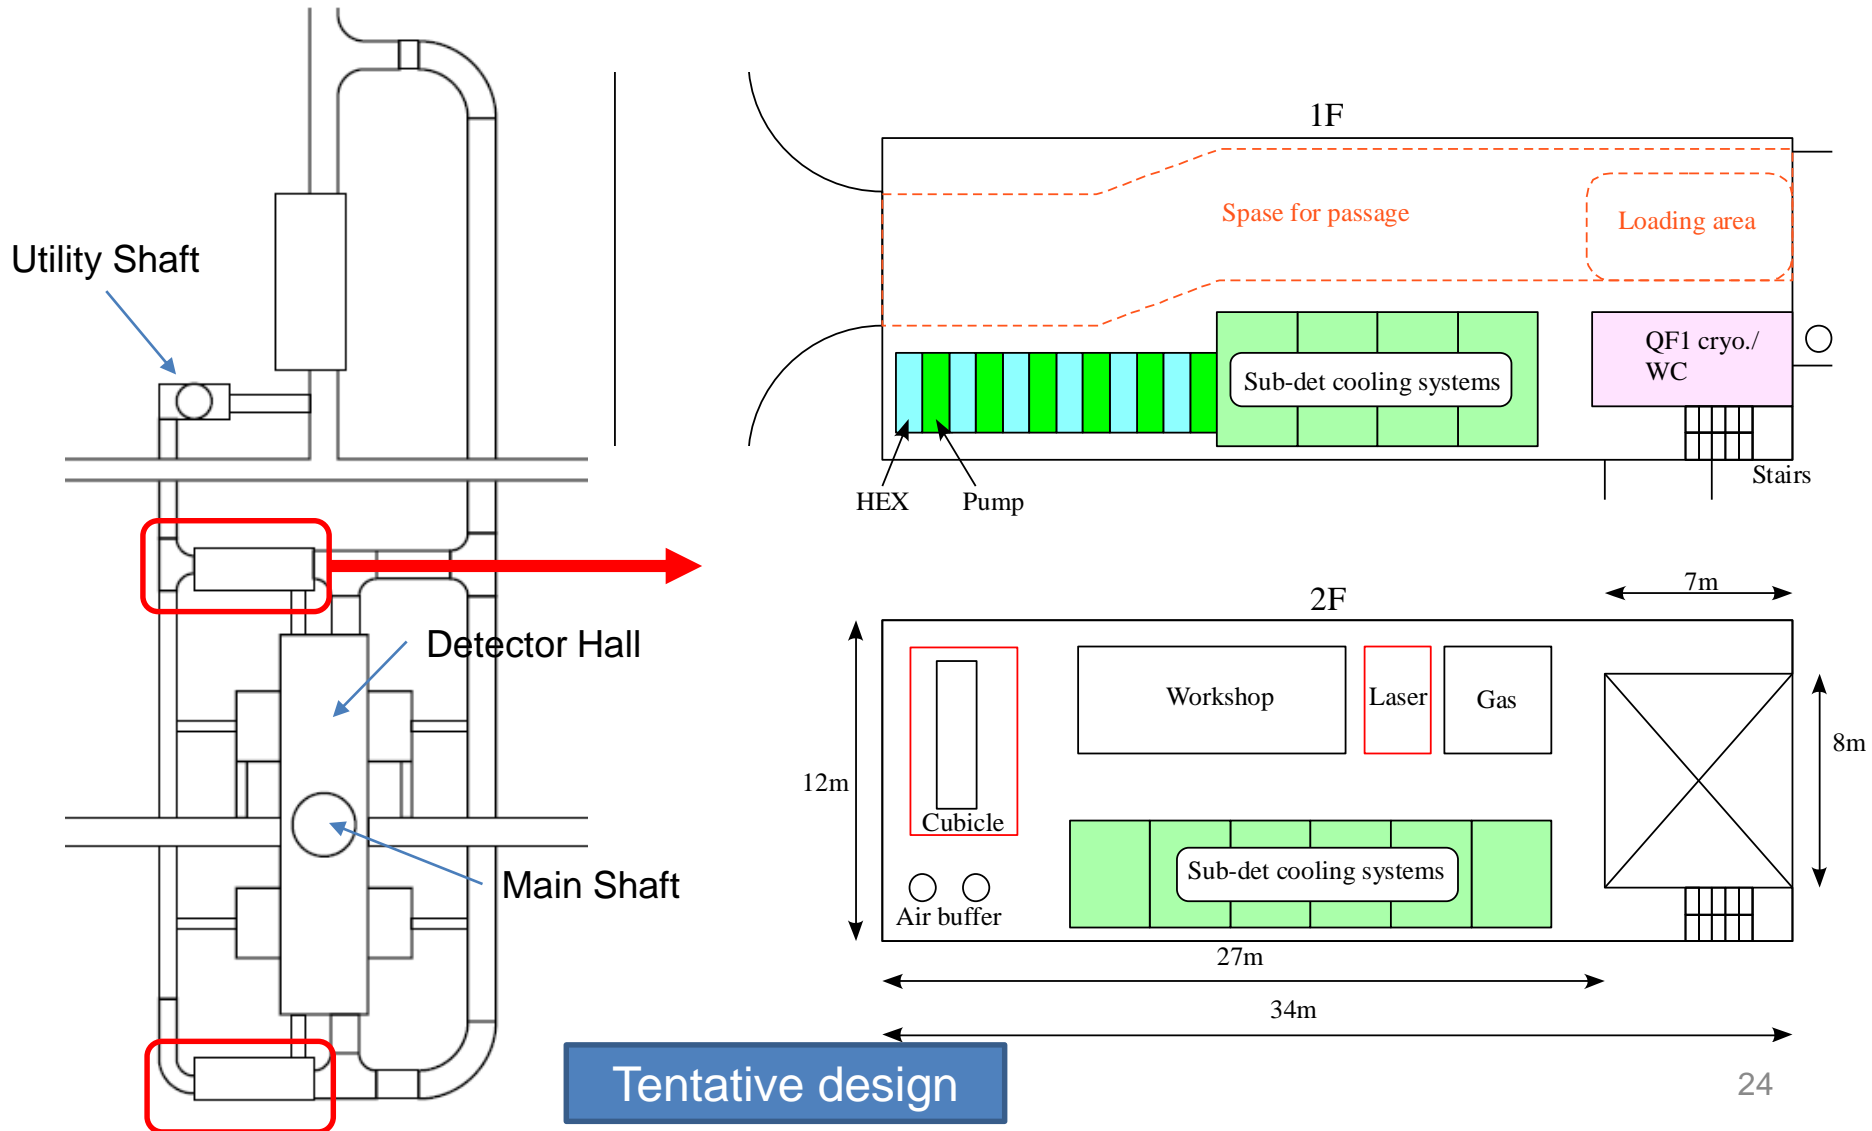 Utility Shaft
Detector Hall
Main Shaft
1F
Spase for passage
Loading area
QF1 cryo./
WC
Sub-det cooling systems
HEX
Pump
Stairs
2F
7m
Workshop
Laser
Gas
8m
12m
Cubicle
Sub-det cooling systems
Air buffer
27m
34m
Tentative design
24